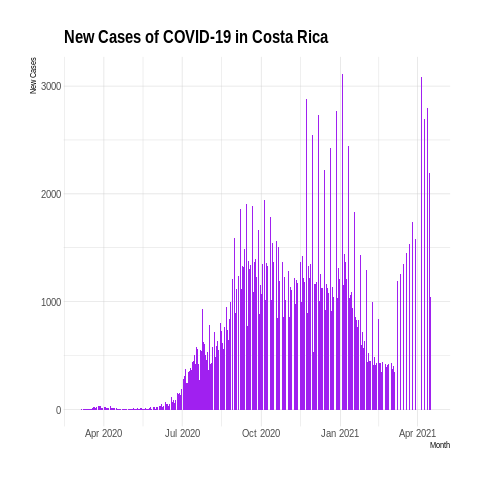 New Cases of COVID-19 in Costa Rica
New Cases
3000
2000
1000
0
Apr 2020 Jul 2020 Oct 2020 Jan 2021 Apr 2021
Month